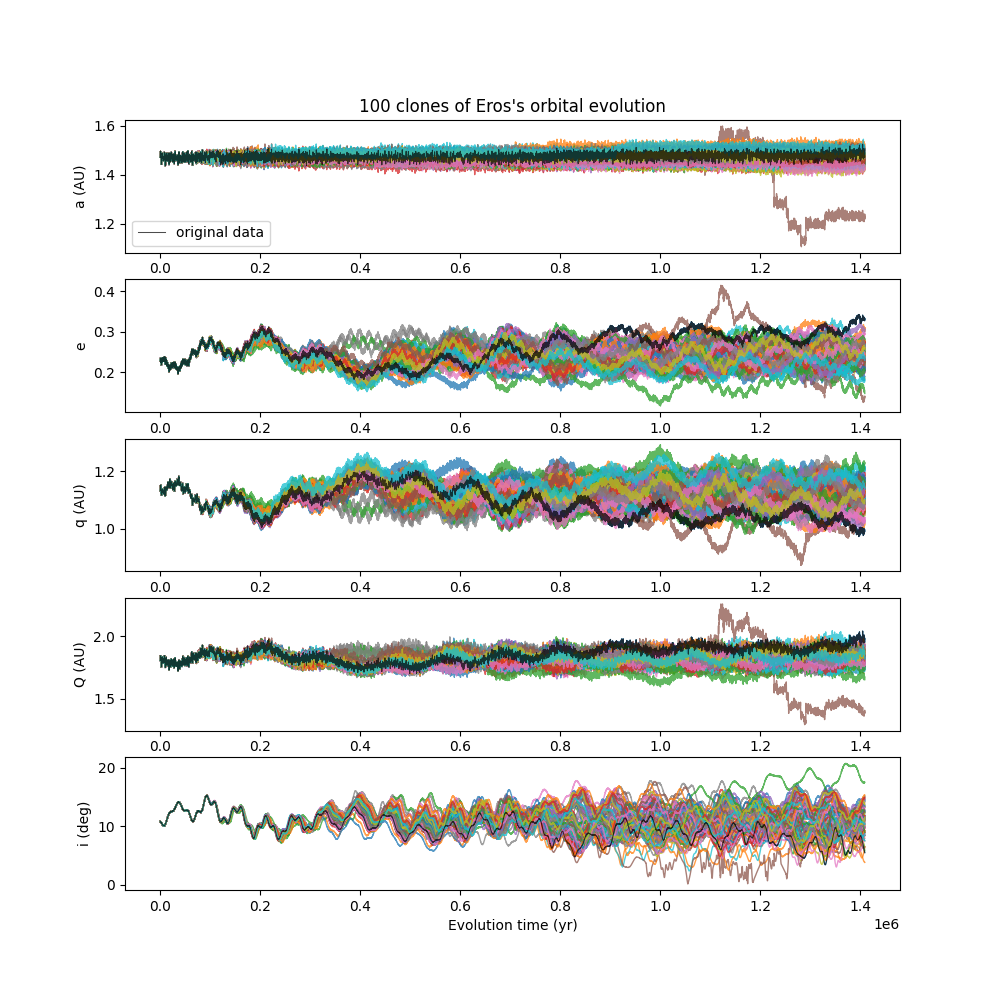 100 clones of Eros's orbital evolution
1.6
1.4
1.2
a (AU)
original data
0.0 0.2 0.4 0.6 0.8 1.0 1.2 1.4
0.4
0.3
0.2
e
0.0 0.2 0.4 0.6 0.8 1.0 1.2 1.4
1.2
1.0
q (AU)
0.0 0.2 0.4 0.6 0.8 1.0 1.2 1.4
2.0
1.5
Q (AU)
0.0 0.2 0.4 0.6 0.8 1.0 1.2 1.4
20
10
0
i (deg)
0.0 0.2 0.4 0.6 0.8 1.0 1.2 1.4
Evolution time (yr)
1e6